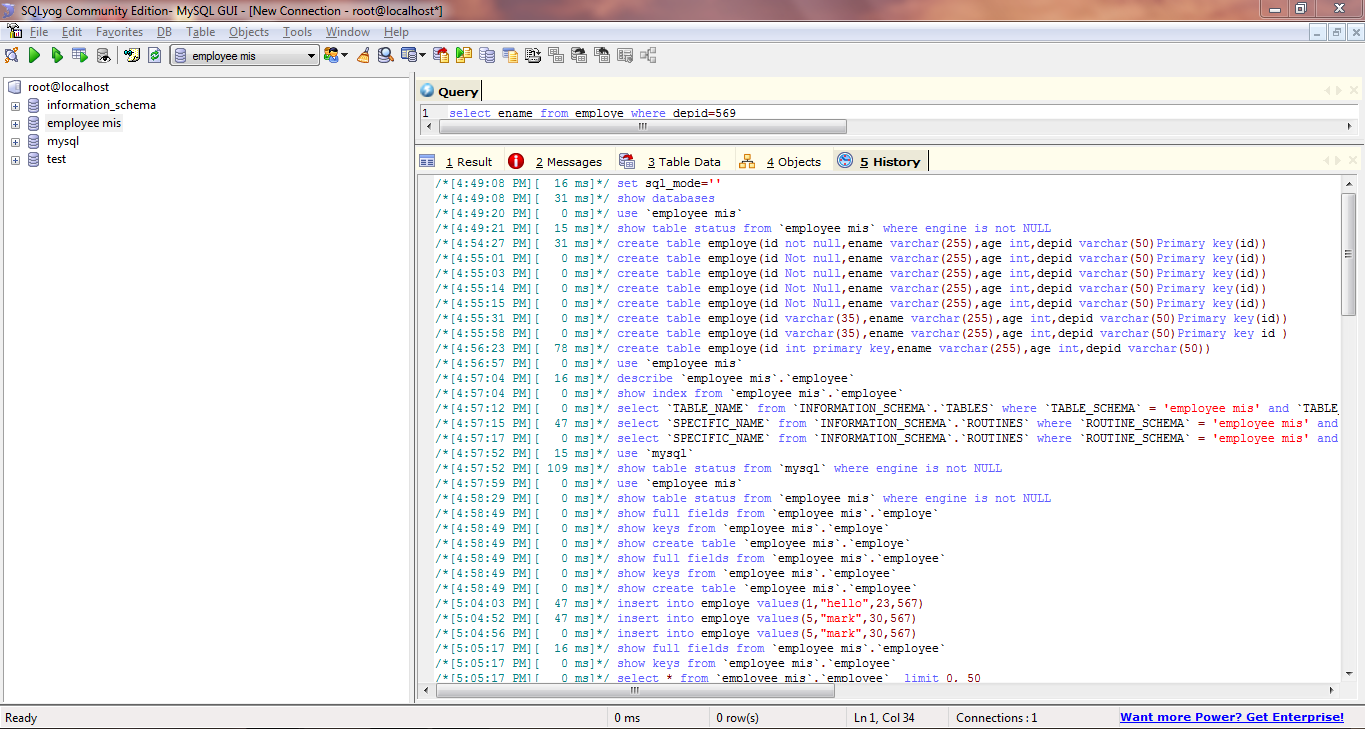 SQLyog Community Edition- MySQL GUI - [New Connection - root@localhost*]
File Edit Favorites DB Table Objects Tools Window Help
employee mis
root@localhost
information_schema
employee mis
mysql
test
Query
1 select ename from employe where depid=569
1 Result 2 Messages 3 Table Data 4 Objects 5 History
/*[4:49:08 PM][  16 ms]*/ set sql_mode=''
/*[4:49:08 PM][  31 ms]*/ show databases
/*[4:49:20 PM][   0 ms]*/ use `employee mis`
/*[4:49:21 PM][  15 ms]*/ show table status from `employee mis` where engine is not NULL
/*[4:54:27 PM][  31 ms]*/ create table employe(id not null,ename varchar(255),age int,depid varchar(50)Primary key(id))
/*[4:55:01 PM][   0 ms]*/ create table employe(id Not null,ename varchar(255),age int,depid varchar(50)Primary key(id))
/*[4:55:03 PM][   0 ms]*/ create table employe(id Not null,ename varchar(255),age int,depid varchar(50)Primary key(id))
/*[4:55:14 PM][   0 ms]*/ create table employe(id Not Null,ename varchar(255),age int,depid varchar(50)Primary key(id))
/*[4:55:15 PM][   0 ms]*/ create table employe(id Not Null,ename varchar(255),age int,depid varchar(50)Primary key(id))
/*[4:55:31 PM][   0 ms]*/ create table employe(id varchar(35),ename varchar(255),age int,depid varchar(50)Primary key(id))
/*[4:55:58 PM][   0 ms]*/ create table employe(id varchar(35),ename varchar(255),age int,depid varchar(50)Primary key id )
/*[4:56:23 PM][  78 ms]*/ create table employe(id int primary key,ename varchar(255),age int,depid varchar(50))
/*[4:56:57 PM][   0 ms]*/ use `employee mis`
/*[4:57:04 PM][  16 ms]*/ describe `employee mis`.`employee`
/*[4:57:04 PM][   0 ms]*/ show index from `employee mis`.`employee`
/*[4:57:12 PM][   0 ms]*/ select `TABLE_NAME` from `INFORMATION_SCHEMA`.`TABLES` where `TABLE_SCHEMA` = 'employee mis' and `TABLE_
/*[4:57:15 PM][  47 ms]*/ select `SPECIFIC_NAME` from `INFORMATION_SCHEMA`.`ROUTINES` where `ROUTINE_SCHEMA` = 'employee mis' and
/*[4:57:17 PM][   0 ms]*/ select `SPECIFIC_NAME` from `INFORMATION_SCHEMA`.`ROUTINES` where `ROUTINE_SCHEMA` = 'employee mis' and
/*[4:57:52 PM][  15 ms]*/ use `mysql`
/*[4:57:52 PM][ 109 ms]*/ show table status from `mysql` where engine is not NULL
/*[4:57:59 PM][   0 ms]*/ use `employee mis`
/*[4:58:29 PM][   0 ms]*/ show table status from `employee mis` where engine is not NULL
/*[4:58:49 PM][   0 ms]*/ show full fields from `employee mis`.`employe`
/*[4:58:49 PM][   0 ms]*/ show keys from `employee mis`.`employe`
/*[4:58:49 PM][   0 ms]*/ show create table `employee mis`.`employe`
/*[4:58:49 PM][   0 ms]*/ show full fields from `employee mis`.`employee`
/*[4:58:49 PM][   0 ms]*/ show keys from `employee mis`.`employee`
/*[4:58:49 PM][   0 ms]*/ show create table `employee mis`.`employee`
/*[5:04:03 PM][  47 ms]*/ insert into employe values(1,"hello",23,567)
/*[5:04:52 PM][  47 ms]*/ insert into employe values(5,"mark",30,567)
/*[5:04:56 PM][   0 ms]*/ insert into employe values(5,"mark",30,567)
/*[5:05:17 PM][  16 ms]*/ show full fields from `employee mis`.`employee`
/*[5:05:17 PM][   0 ms]*/ show keys from `employee mis`.`employee`
/*[5:05:17 PM][   0 ms]*/ select * from `employee mis`.`employee`  limit 0, 50
Ready 0 ms 0 row(s) Ln 1, Col 34 Connections : 1 Want more Power? Get Enterprise!